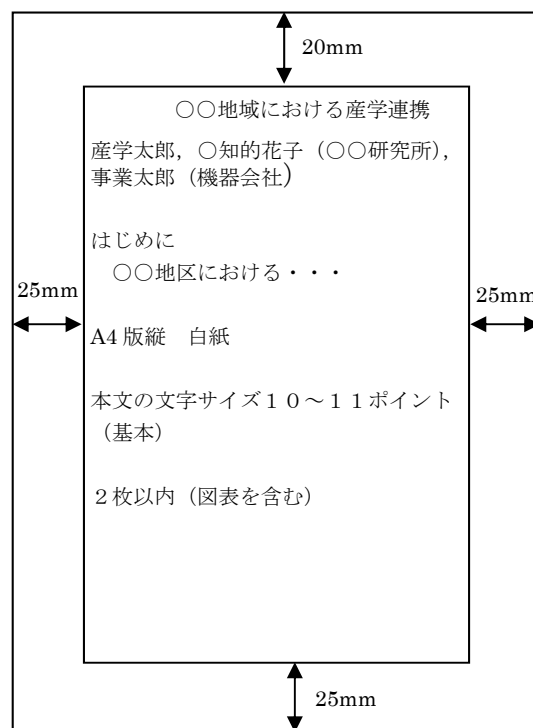 20mm
○○地域における産学連携
産学太郎，○知的花子（○○研究所），
事業太郎（機器会社）
はじめに
　○○地区における・・・
25mm
25mm
A4 版縦　白紙
本文の文字サイズ１０～１１ポイント
（基本）
２枚以内（図表を含む）
25mm